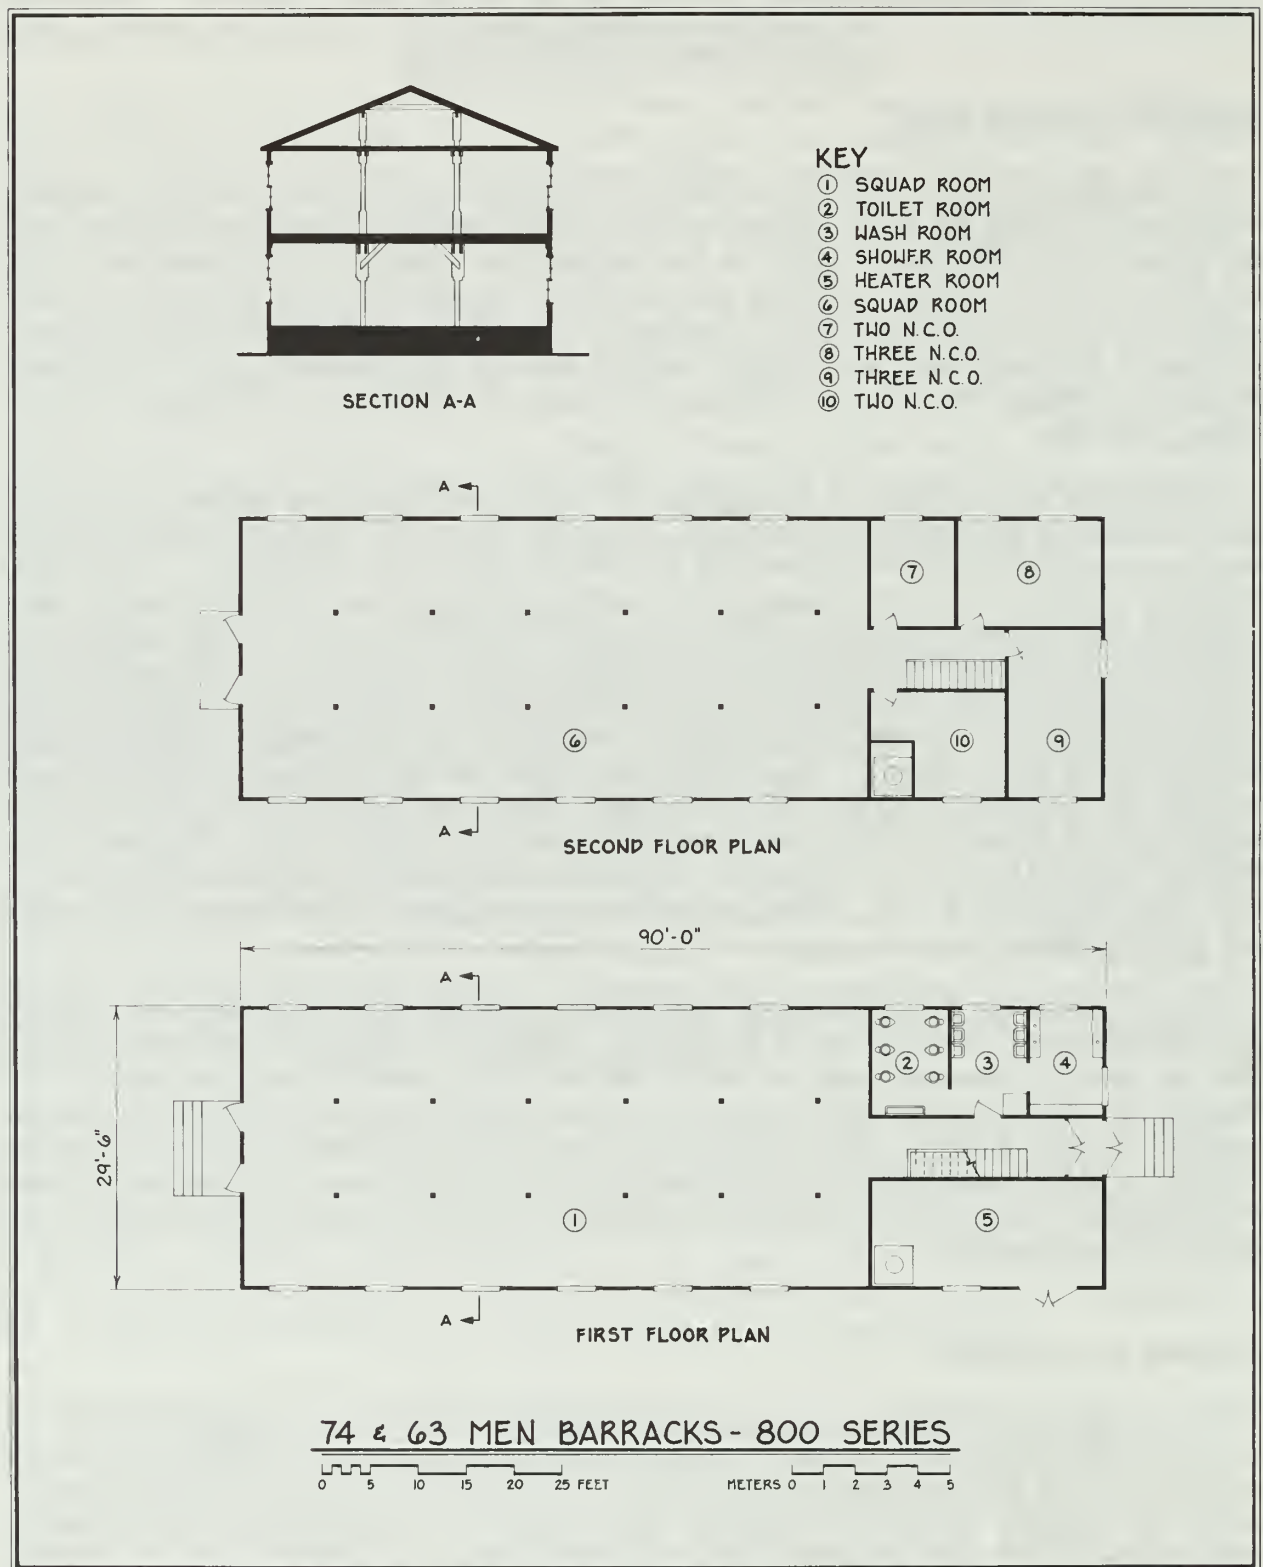 KEY
① SQUAD ROOM
② TOILET ROOM
③ WASH ROOM
④ SHOWER ROOM
⑤ HEATER ROOM
⑥ SQUAD ROOM
⑦ TWO N.C.O.
⑧ THREE N.C.O.
⑨ THREE N.C.O.
⑩ TWO N.C.O.
SECTION A-A
A
⑦
⑧
⑥
⑩
⑨
A
SECOND FLOOR PLAN
90'-0"
A
②
③
④
29'-6"
①
⑤
A
FIRST FLOOR PLAN
74 & 63 MEN BARRACKS - 800 SERIES
0 5 10 15 20 25 FEET
METERS 0 1 2 3 4 5